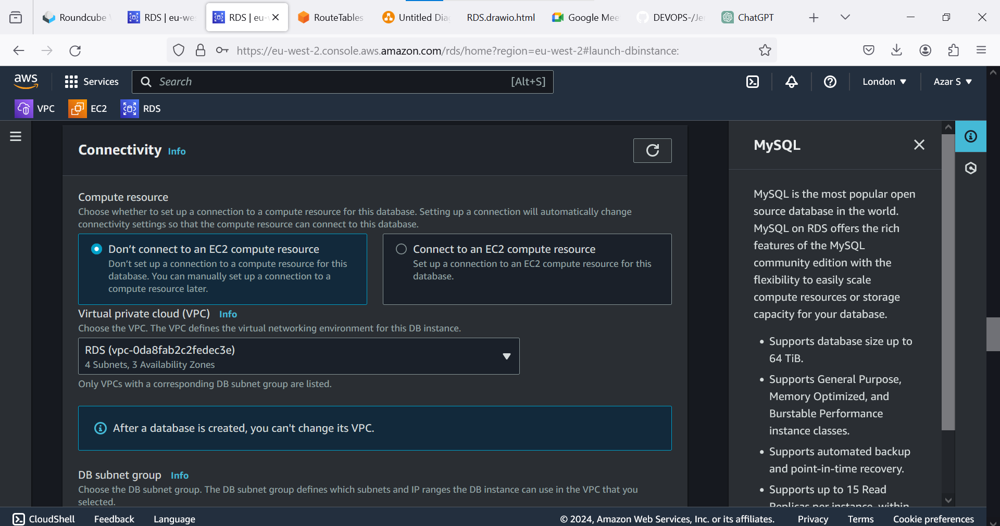 Roundcube
RDS | eu-we
RDS | eu-
RouteTables
Untitled Dia
RDS.drawio.html
Google Mee
DEVOPS-/Je
ChatGPT
https://eu-west-2.console.aws.amazon.com/rds/home?region=eu-west-2#launch-dbinstance:
aws
Services
Search
[Alt+S]
London
Azar S
VPC
EC2
RDS
Connectivity Info
Compute resource
Choose whether to set up a connection to a compute resource for this database. Setting up a connection will automatically change
connectivity settings so that the compute resource can connect to this database.
Don’t connect to an EC2 compute resource
Don’t set up a connection to a compute resource for this
database. You can manually set up a connection to a
compute resource later.
Connect to an EC2 compute resource
Set up a connection to an EC2 compute resource for this
database.
Virtual private cloud (VPC) Info
Choose the VPC. The VPC defines the virtual networking environment for this DB instance.
RDS (vpc-0da8fab2c2fedec3e)
4 Subnets, 3 Availability Zones
Only VPCs with a corresponding DB subnet group are listed.
After a database is created, you can't change its VPC.
DB subnet group Info
Choose the DB subnet group. The DB subnet group defines which subnets and IP ranges the DB instance can use in the VPC that you
selected.
MySQL
MySQL is the most popular open
source database in the world.
MySQL on RDS offers the rich
features of the MySQL
community edition with the
flexibility to easily scale
compute resources or storage
capacity for your database.
• Supports database size up to
64 TiB.
• Supports General Purpose,
Memory Optimized, and
Burstable Performance
instance classes.
• Supports automated backup
and point-in-time recovery.
• Supports up to 15 Read
Replicas per instance, within
CloudShell
Feedback
Language
© 2024, Amazon Web Services, Inc. or its affiliates.
Privacy
Terms
Cookie preferences